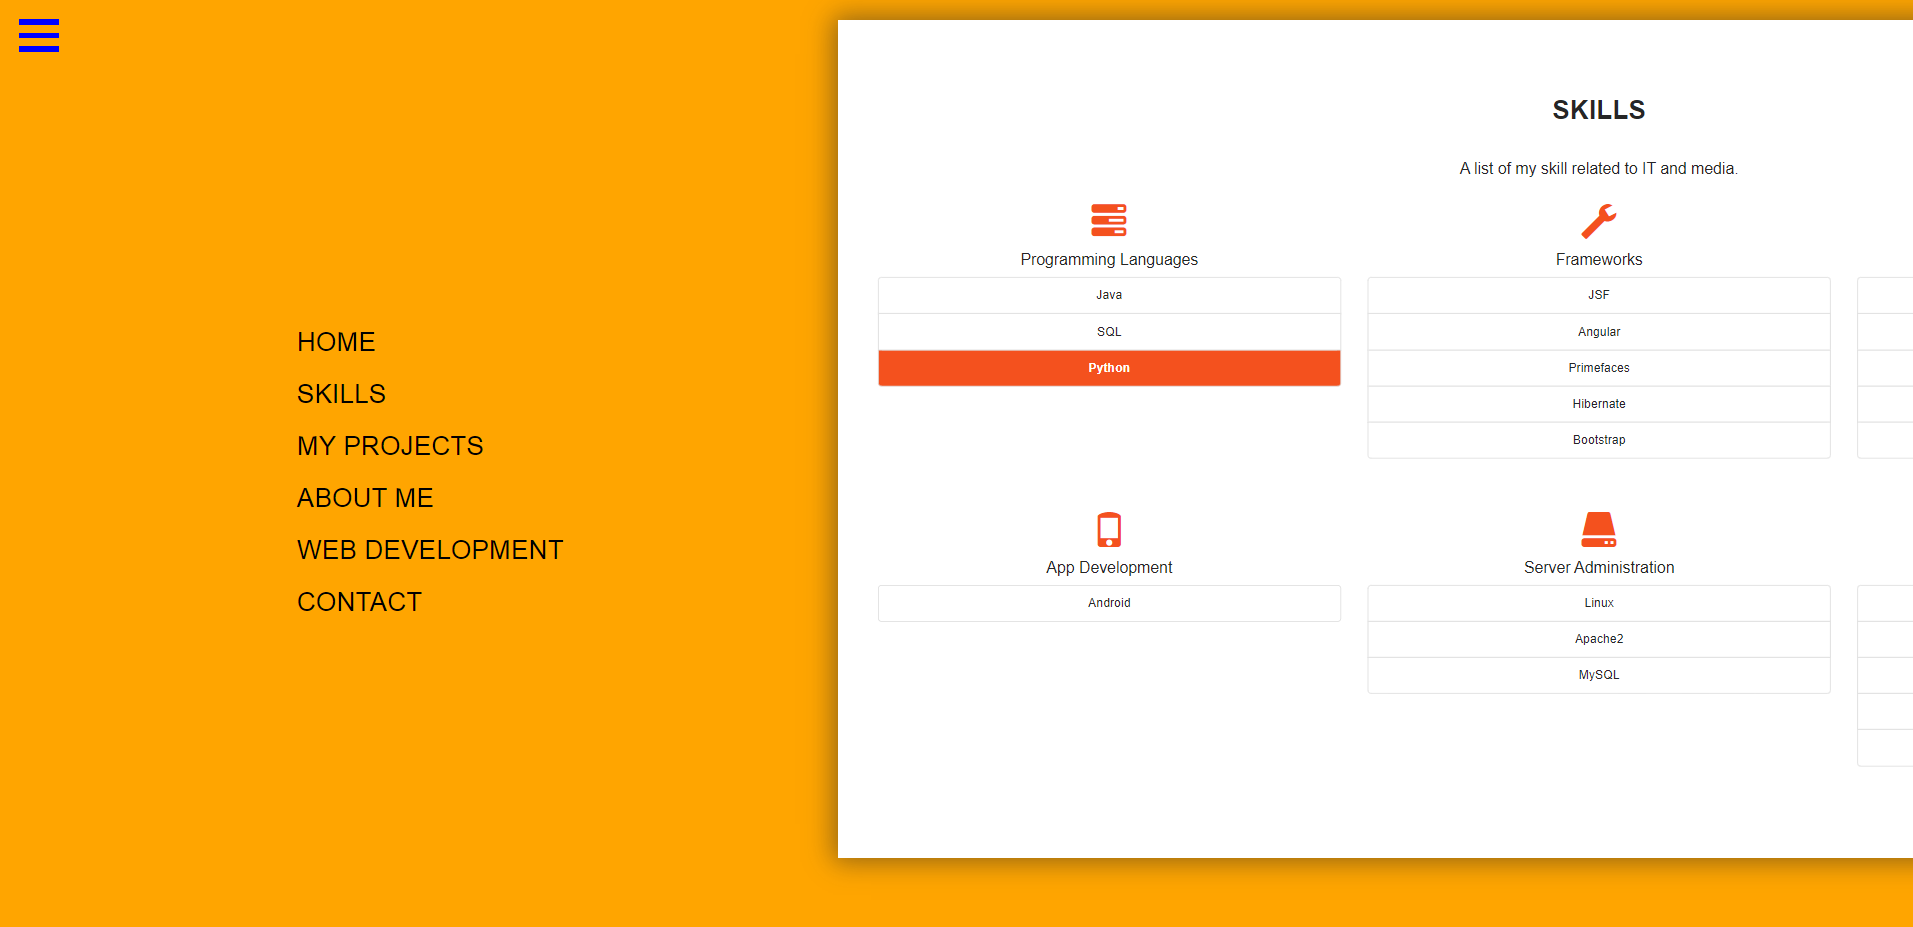 HOME
SKILLS
MY PROJECTS
ABOUT ME
WEB DEVELOPMENT
CONTACT
SKILLS
A list of my skill related to IT and media.
Programming Languages
Java
SQL
Python
Frameworks
JSF
Angular
Primefaces
Hibernate
Bootstrap
App Development
Android
Server Administration
Linux
Apache2
MySQL